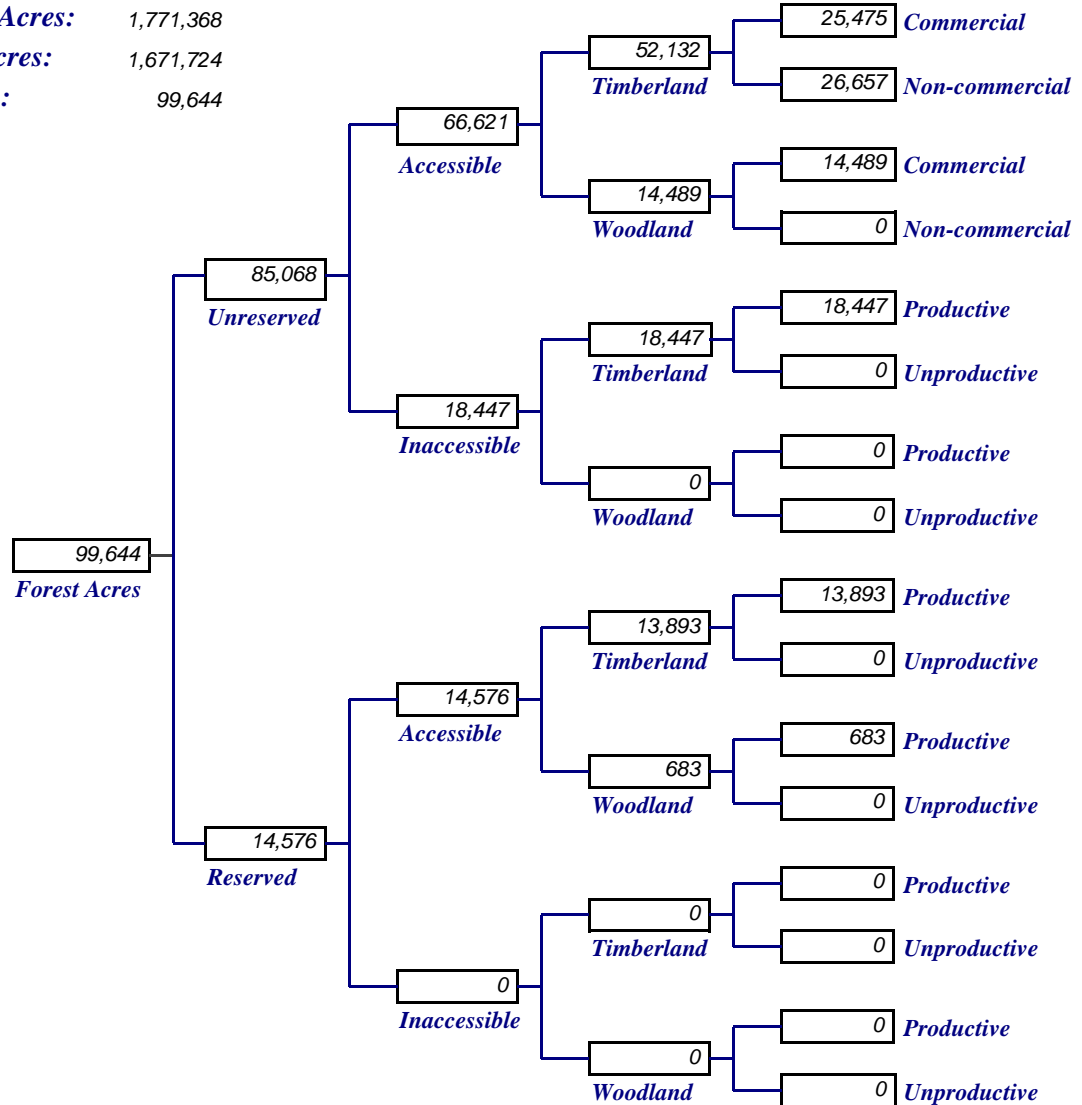 Acres: 1,771,368
cres: 1,671,724
: 99,644
25,475 Commercial
52,132
Timberland
26,657 Non-commercial
66,621
Accessible
14,489 Commercial
14,489
Woodland
0 Non-commercial
85,068
Unreserved
18,447 Productive
18,447
Timberland
0 Unproductive
18,447
Inaccessible
0 Productive
0
Woodland
0 Unproductive
99,644
Forest Acres
13,893 Productive
13,893
Timberland
0 Unproductive
14,576
Accessible
683 Productive
683
Woodland
0 Unproductive
14,576
Reserved
0 Productive
0
Timberland
0 Unproductive
0
Inaccessible
0 Productive
0
Woodland
0 Unproductive